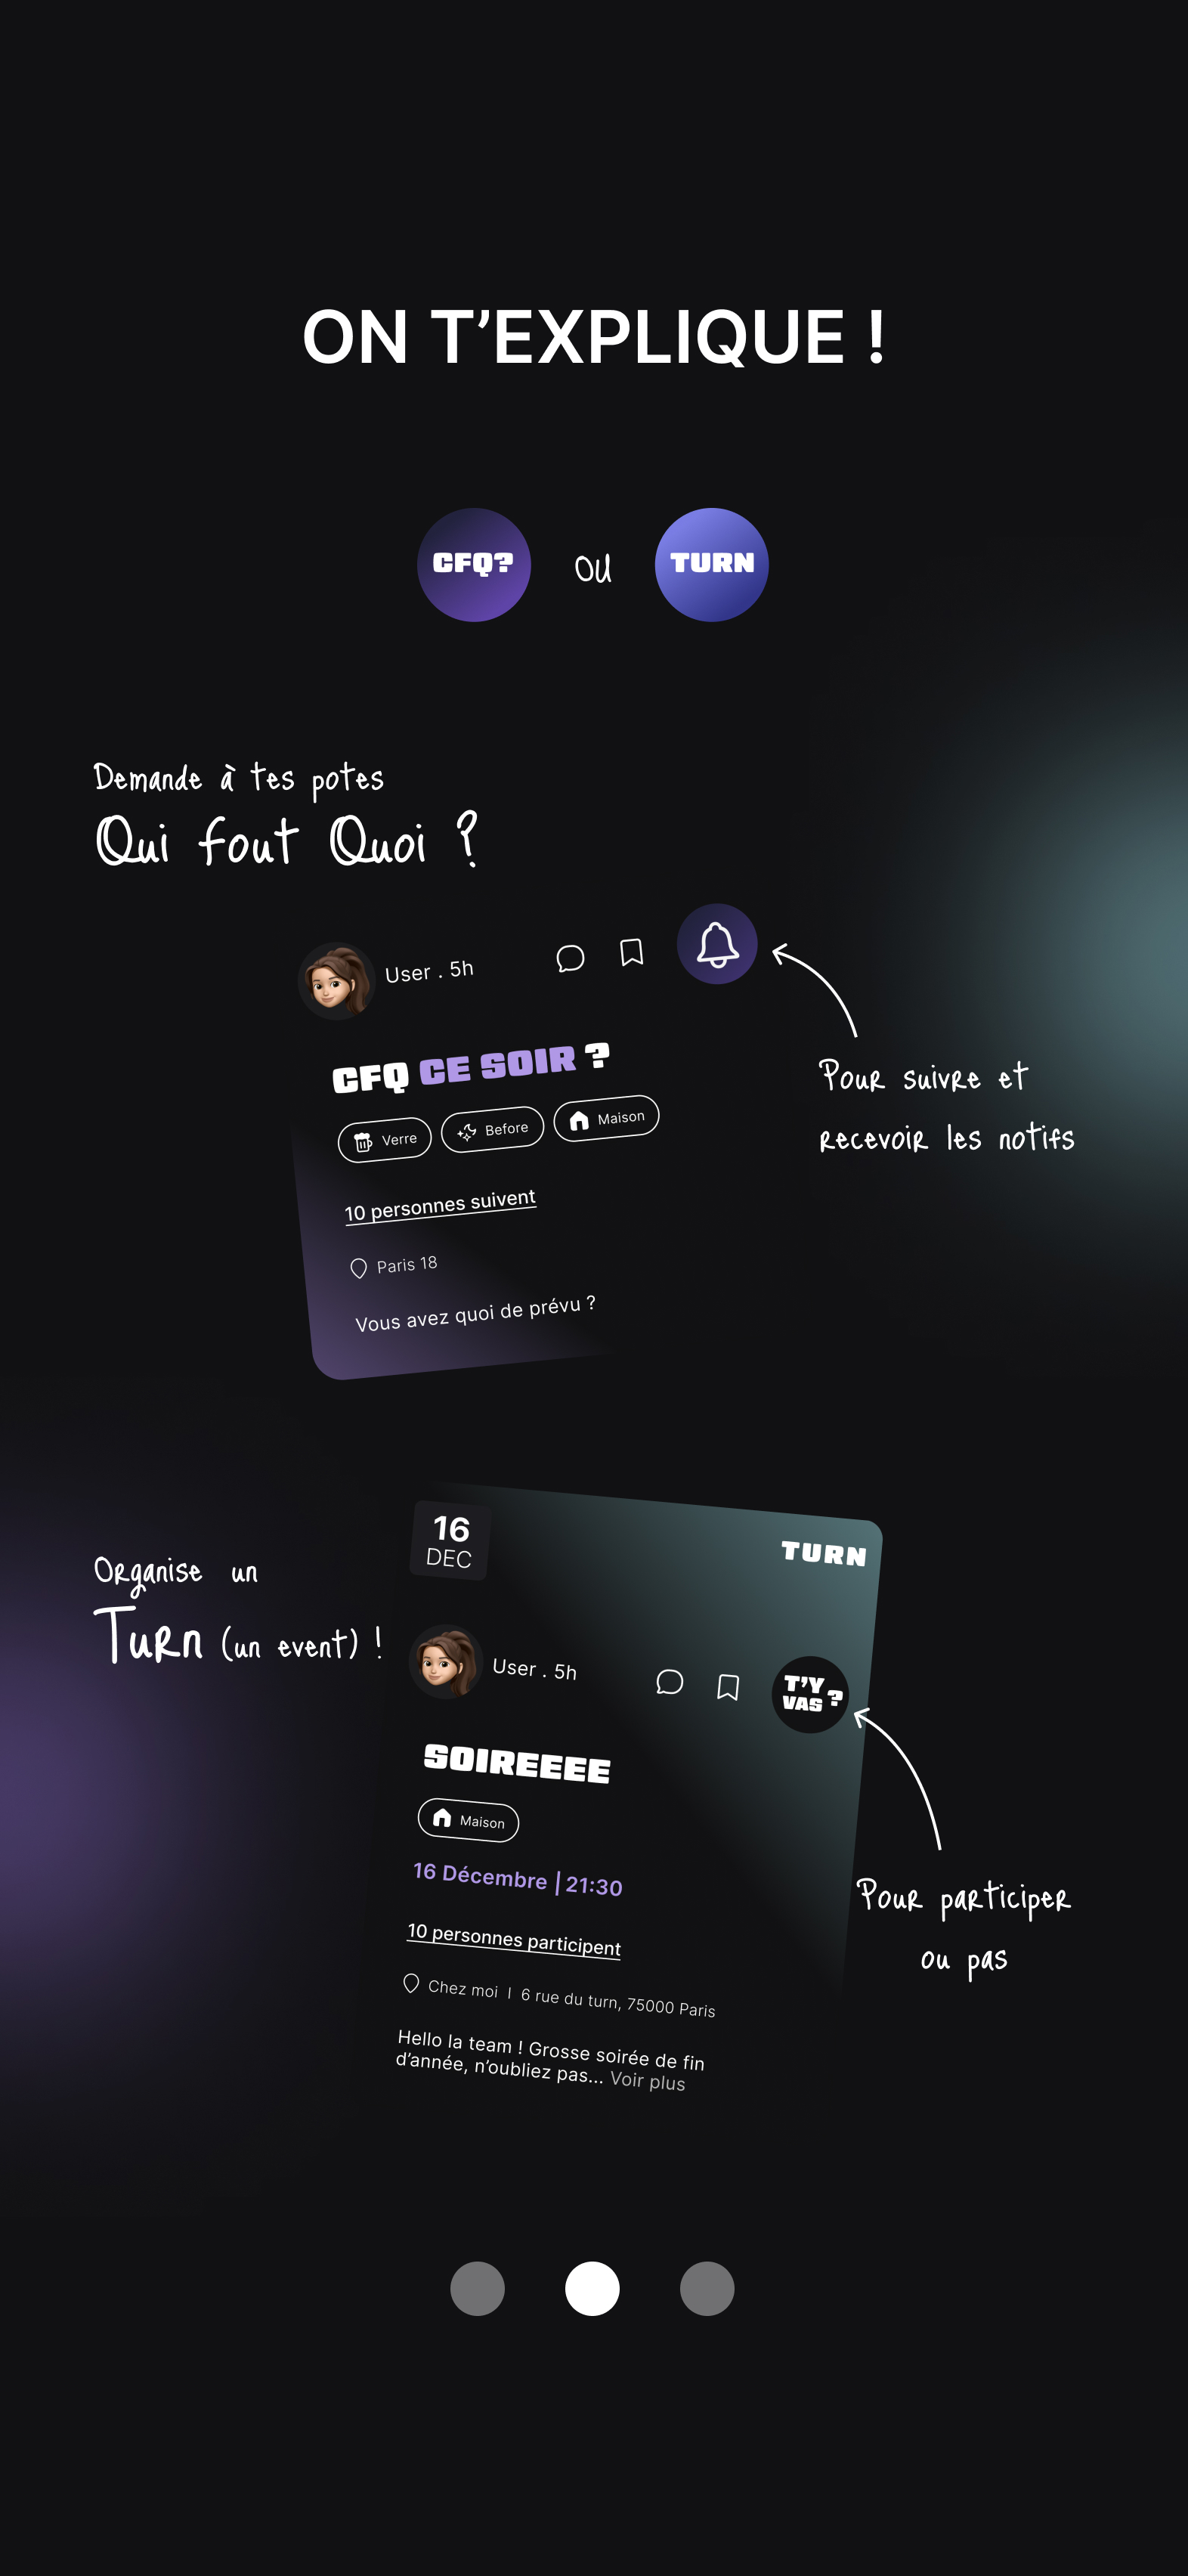 ON T’EXPLIQUE !
CFQ? ou TURN
Demande à tes potes
Qui fout Quoi ?
User . 5h
CFQ CE SOIR ?
Verre Before Maison
10 personnes suivent
Paris 18
Vous avez quoi de prévu ?
Pour suivre et
recevoir les notifs
Organise un
Turn (un event) !
16
DEC
TURN
User . 5h
T’Y
VAS ?
SOIREEEE
Maison
16 Décembre | 21:30
10 personnes participent
Chez moi | 6 rue du turn, 75000 Paris
Hello la team ! Grosse soirée de fin
d’année, n’oubliez pas... Voir plus
Pour participer
ou pas